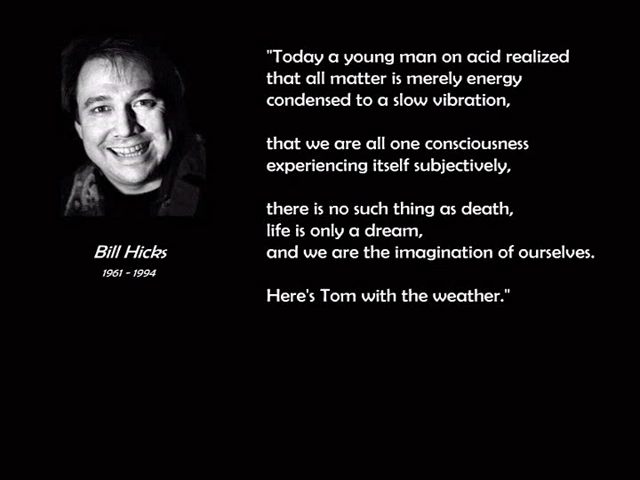 "Today a young man on acid realized
that all matter is merely energy
condensed to a slow vibration,
that we are all one consciousness
experiencing itself subjectively,
there is no such thing as death,
life is only a dream,
and we are the imagination of ourselves.
Here's Tom with the weather."
Bill Hicks
1961 - 1994